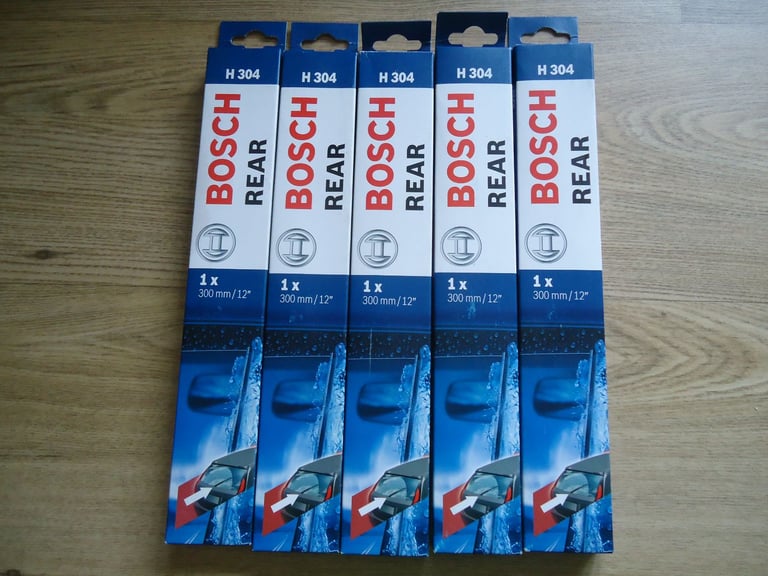 H 304
BOSCH
REAR
1 x
300 mm / 12"
H 304
BOSCH
REAR
1 x
300 mm / 12"
H 304
BOSCH
REAR
1 x
300 mm / 12"
H 304
BOSCH
REAR
1 x
300 mm / 12"
H 304
BOSCH
REAR
1 x
300 mm / 12"